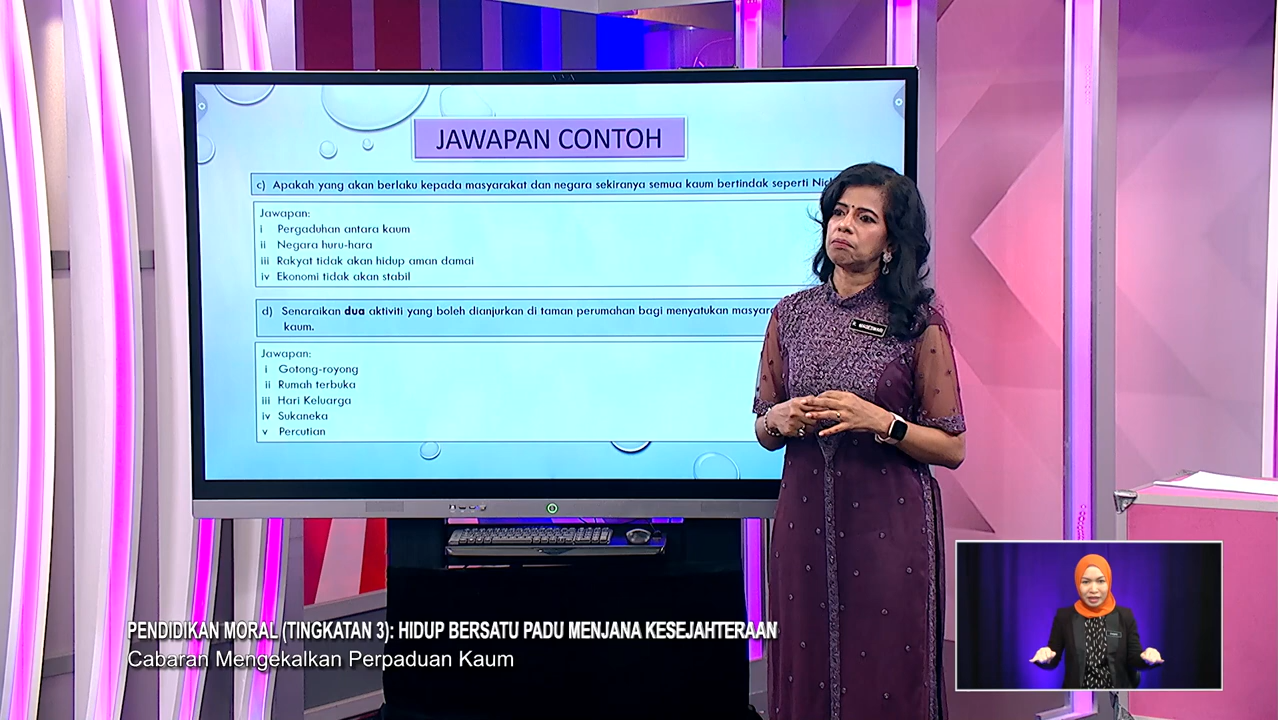 JAWAPAN CONTOH
c) Apakah yang akan berlaku kepada masyarakat dan negara sekiranya semua kaum bertindak seperti
Jawapan:
i Pergaduhan antara kaum
ii Negara huru-hara
iii Rakyat tidak akan hidup aman damai
iv Ekonomi tidak akan stabil
d) Senaraikan dua aktiviti yang boleh dianjurkan di taman perumahan bagi menyatukan
kaum.
Jawapan:
i Gotong-royong
ii Rumah terbuka
iii Hari Keluarga
iv Sukaneka
v Percutian
PENDIDIKAN MORAL (TINGKATAN 3): HIDUP BERSATU PADU MENJANA KESEJAHTERAAN
Cabaran Mengekalkan Perpaduan Kaum